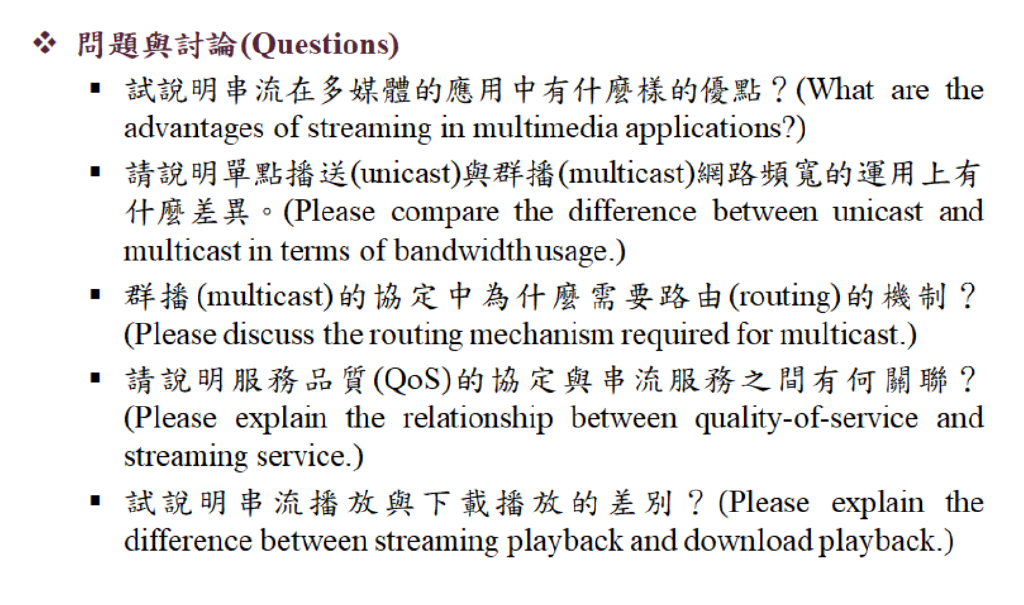 ❖ 問題與討論(Questions)
▪ 試說明串流在多媒體的應用中有什麼樣的優點？(What are the
advantages of streaming in multimedia applications?)
▪ 請說明單點播送(unicast)與群播(multicast)網路頻寬的運用上有
什麼差異。(Please compare the difference between unicast and
multicast in terms of bandwidth usage.)
▪ 群播(multicast)的協定中為什麼需要路由(routing)的機制？
(Please discuss the routing mechanism required for multicast.)
▪ 請說明服務品質(QoS)的協定與串流服務之間有何關聯？
(Please explain the relationship between quality-of-service and
streaming service.)
▪ 試說明串流播放與下載播放的差別？(Please explain the
difference between streaming playback and download playback.)